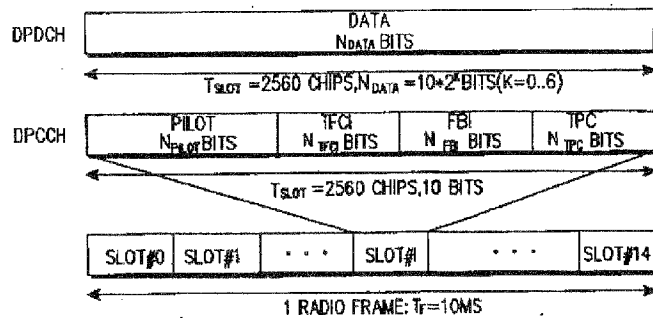 DPDCH
DATA
NDATA BITS
TSLOT =2560 CHIPS,NDATA =10*2^K BITS(K=0..6)
DPCCH
PILOT TFCI FBI TPC
NPILOT BITS N TFCI BITS N FBI BITS N TPC BITS
TSLOT =2560 CHIPS,10 BITS
SLOT#0 SLOT#1 • • • SLOT#I • • • SLOT#14
1 RADIO FRAME: Tf=10MS